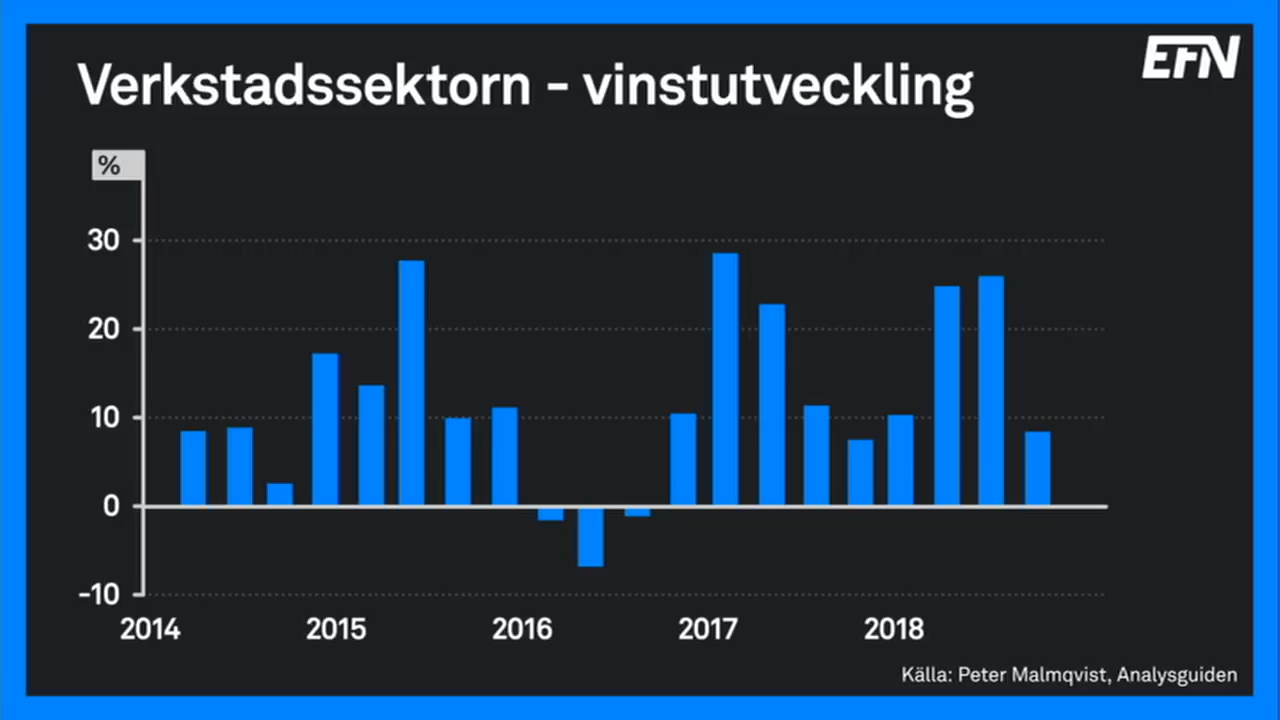 EFN
Verkstadssektorn - vinstutveckling
%
30
20
10
0
-10
2014 2015 2016 2017 2018
Källa: Peter Malmqvist, Analysguiden